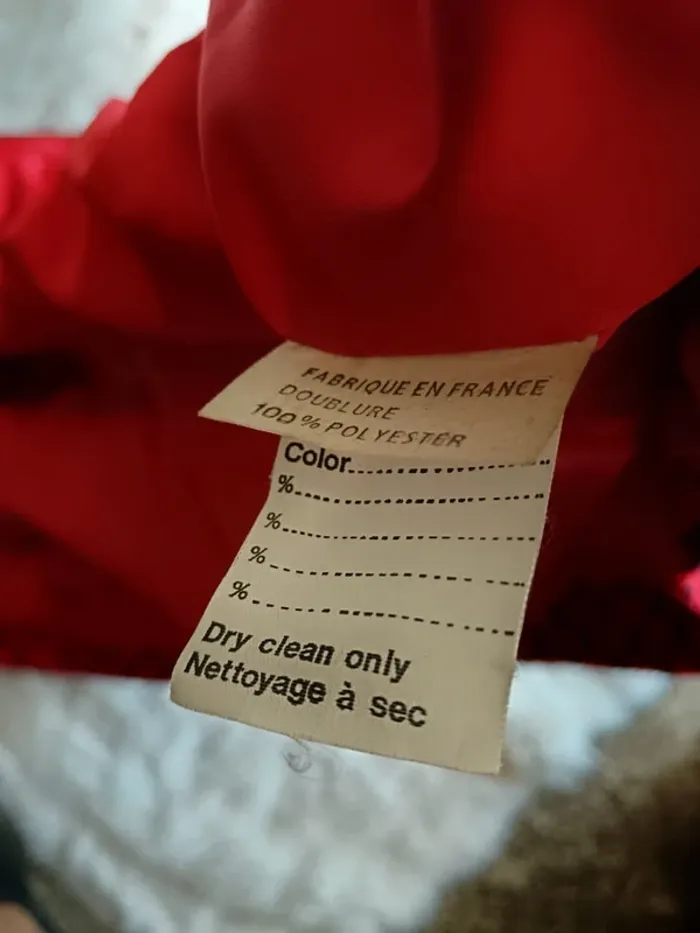 FABRIQUE EN FRANCE
DOUBLURE
100 % POLYESTER
Color..............................
%..............................
%..............................
%..............................
%..............................
Dry clean only
Nettoyage à sec